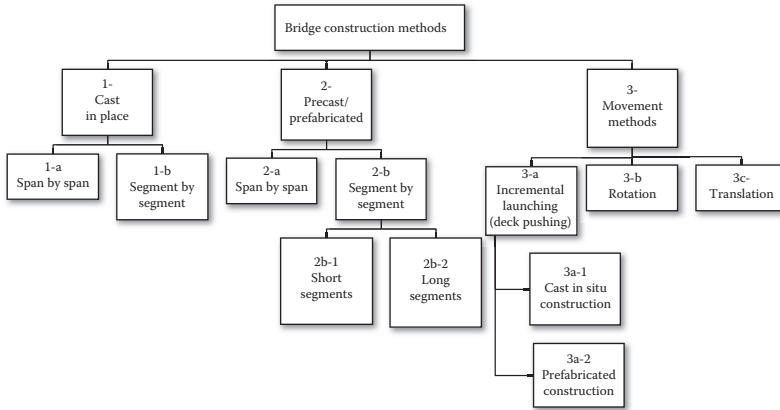 Bridge construction methods
1-
Cast
in place
2-
Precast/
prefabricated
3-
Movement
methods
1-a
Span by span
1-b
Segment by
segment
2-a
Span by span
2-b
Segment by
segment
3-a
Incremental
launching
(deck pushing)
3-b
Rotation
3c-
Translation
2b-1
Short
segments
2b-2
Long
segments
3a-1
Cast in situ
construction
3a-2
Prefabricated
construction